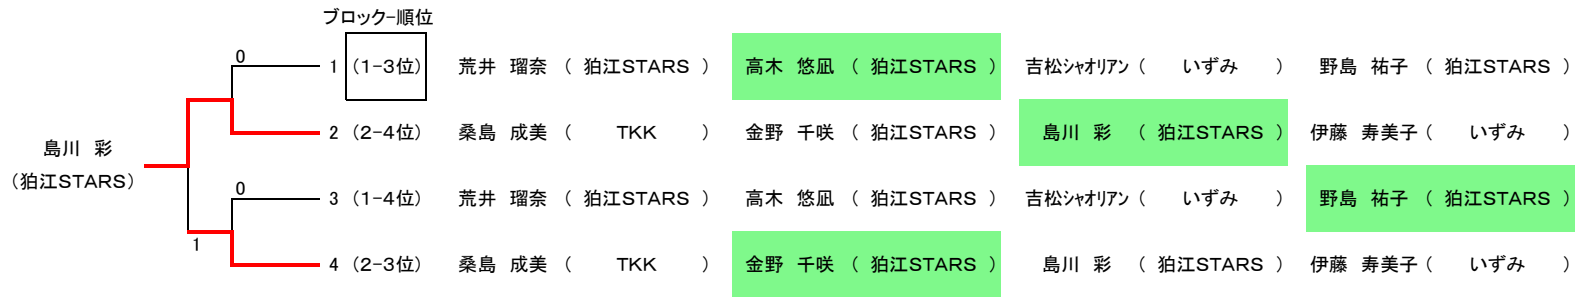 ブロック-順位
0
1 (1-3位) 荒井 瑠奈 ( 狛江STARS ) 高木 悠凪 ( 狛江STARS ) 吉松シャオリアン ( いずみ ) 野島 祐子 ( 狛江STARS )
2 (2-4位) 桑島 成美 ( TKK ) 金野 千咲 ( 狛江STARS ) 島川 彩 ( 狛江STARS ) 伊藤 寿美子 ( いずみ )
島川 彩
(狛江STARS)
0
3 (1-4位) 荒井 瑠奈 ( 狛江STARS ) 高木 悠凪 ( 狛江STARS ) 吉松シャオリアン ( いずみ ) 野島 祐子 ( 狛江STARS )
1
4 (2-3位) 桑島 成美 ( TKK ) 金野 千咲 ( 狛江STARS ) 島川 彩 ( 狛江STARS ) 伊藤 寿美子 ( いずみ )